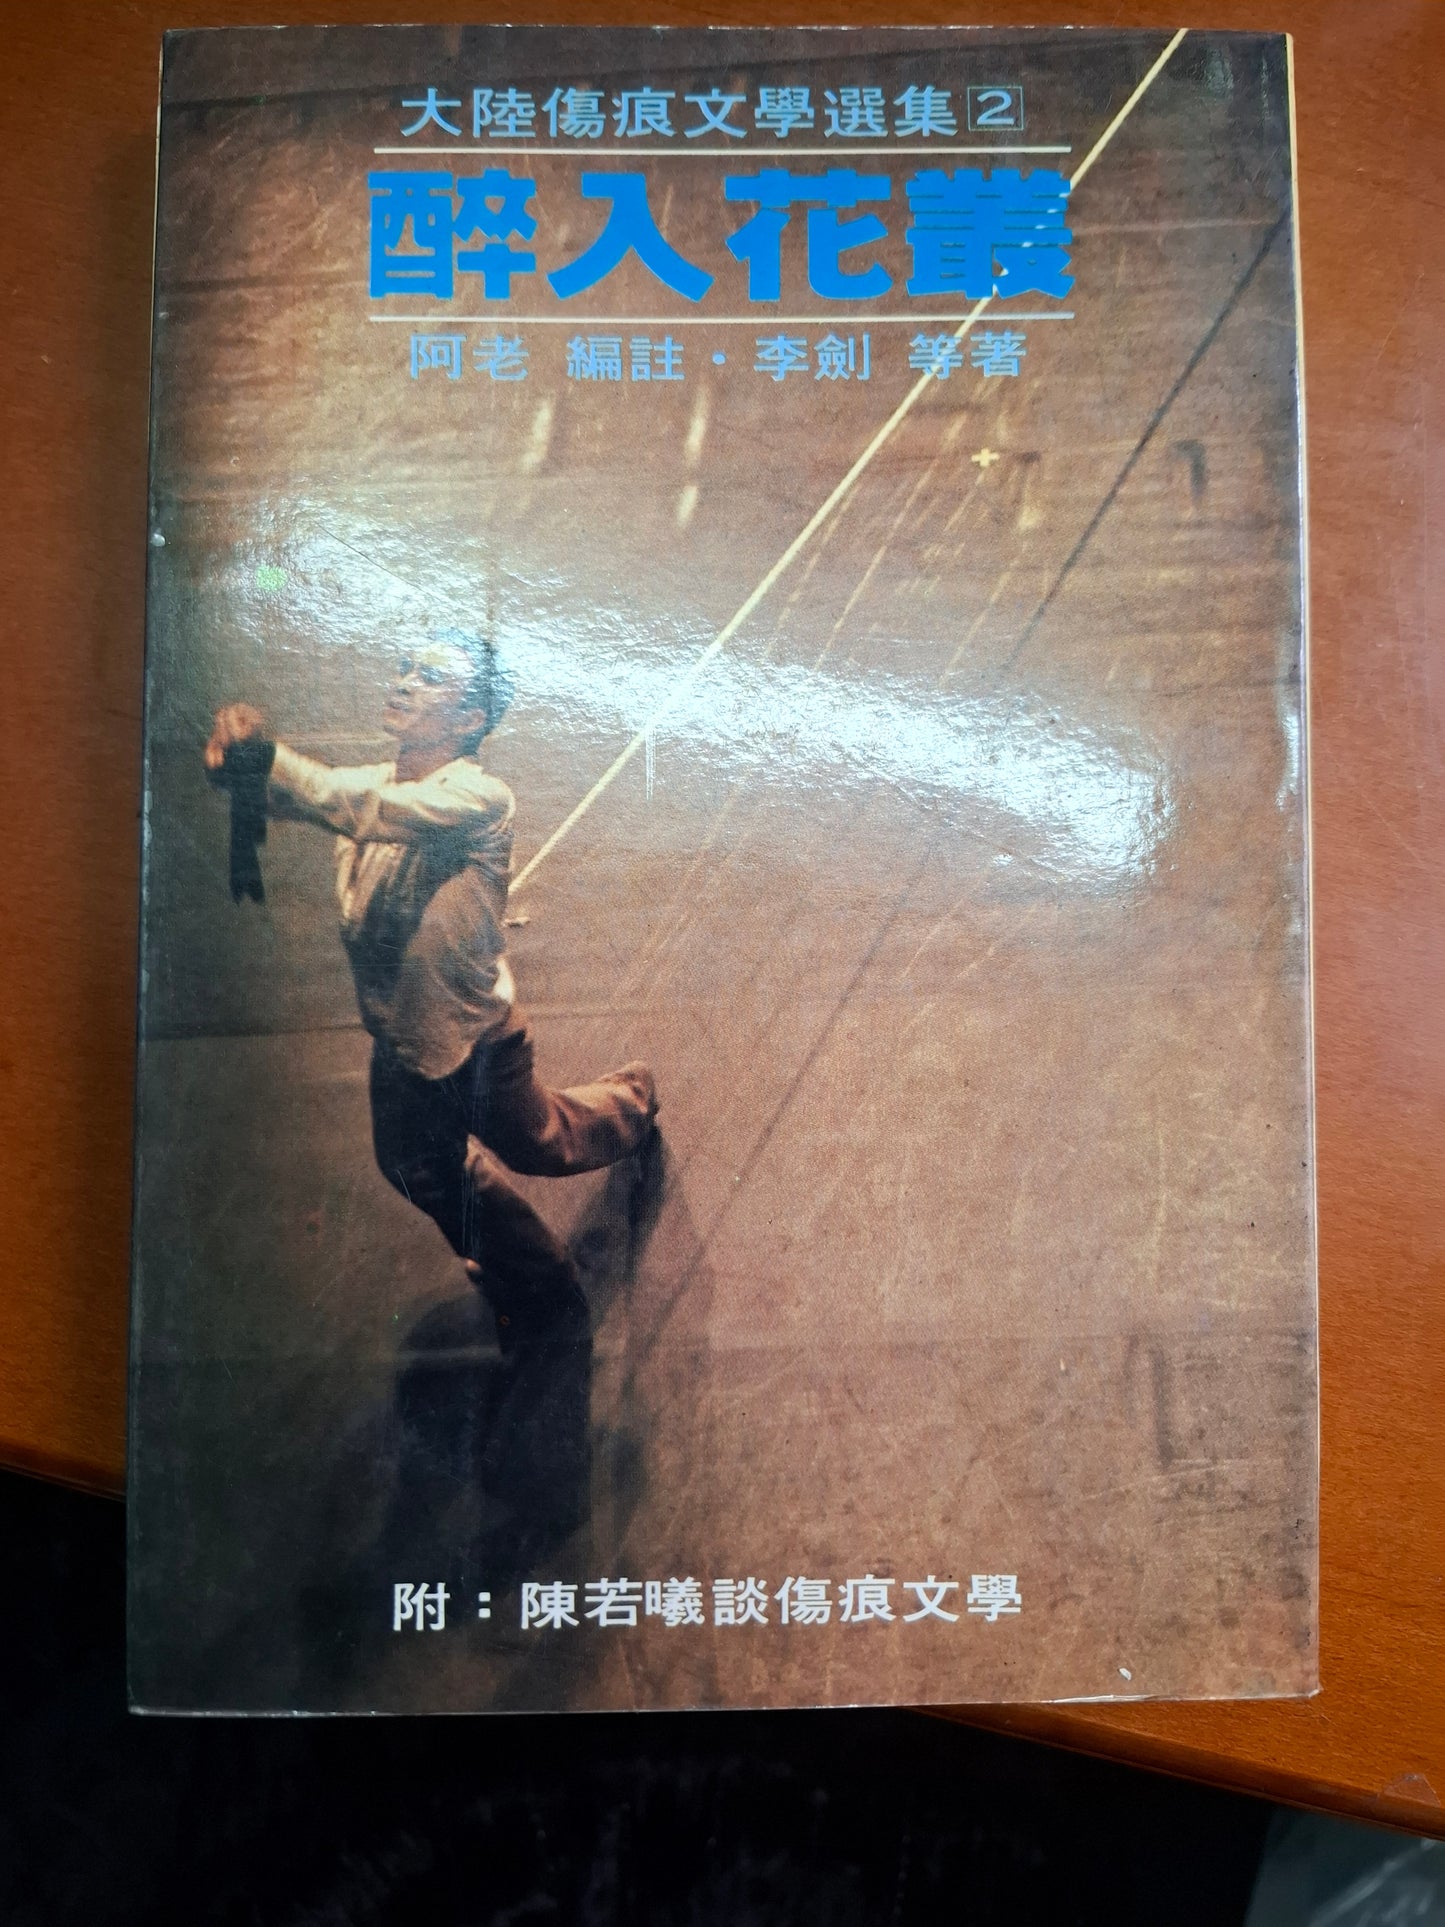 大陸傷痕文學選集2
醉入花叢
阿老 編註・李劍 等著
附：陳若曦談傷痕文學